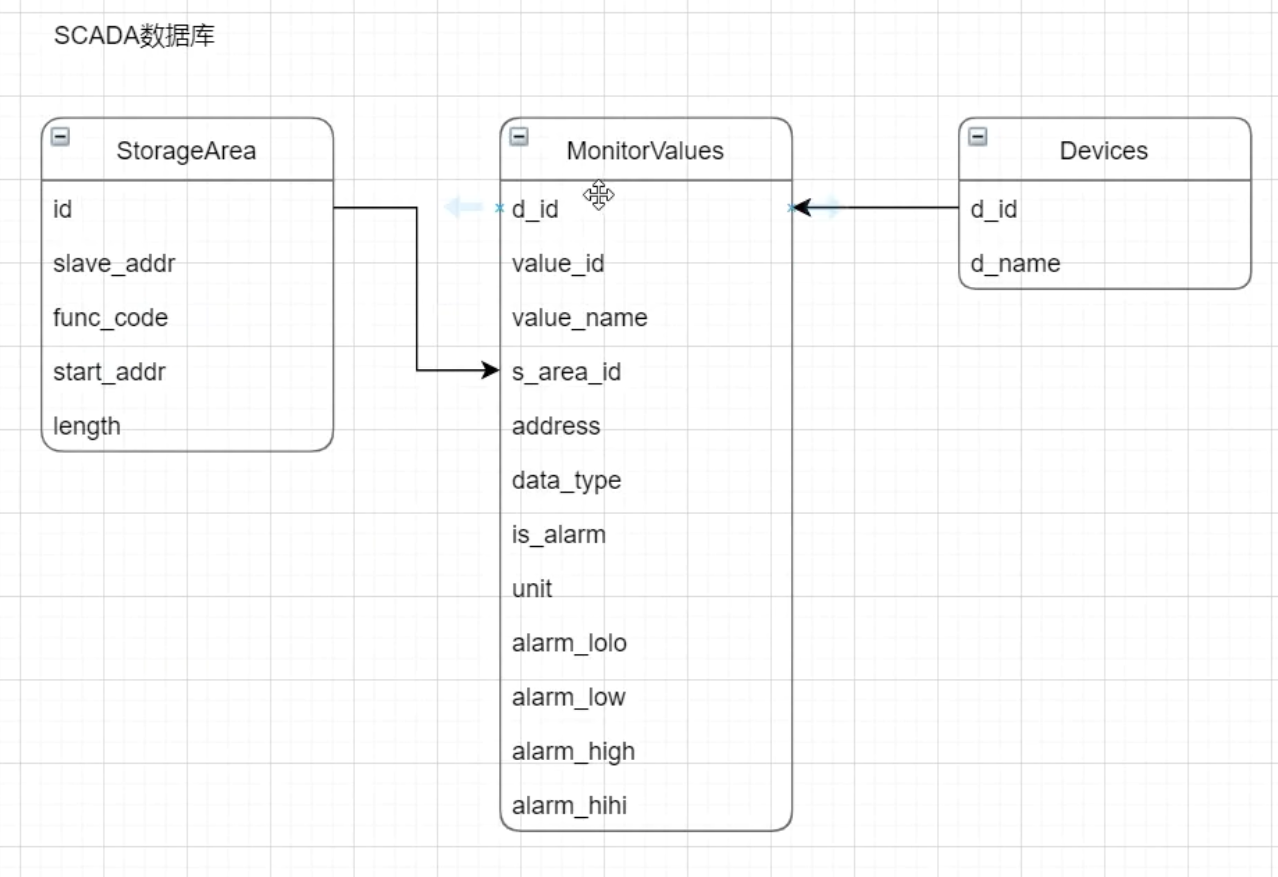 SCADA数据库
StorageArea
id
slave_addr
func_code
start_addr
length
MonitorValues
d_id
value_id
value_name
s_area_id
address
data_type
is_alarm
unit
alarm_lolo
alarm_low
alarm_high
alarm_hihi
Devices
d_id
d_name